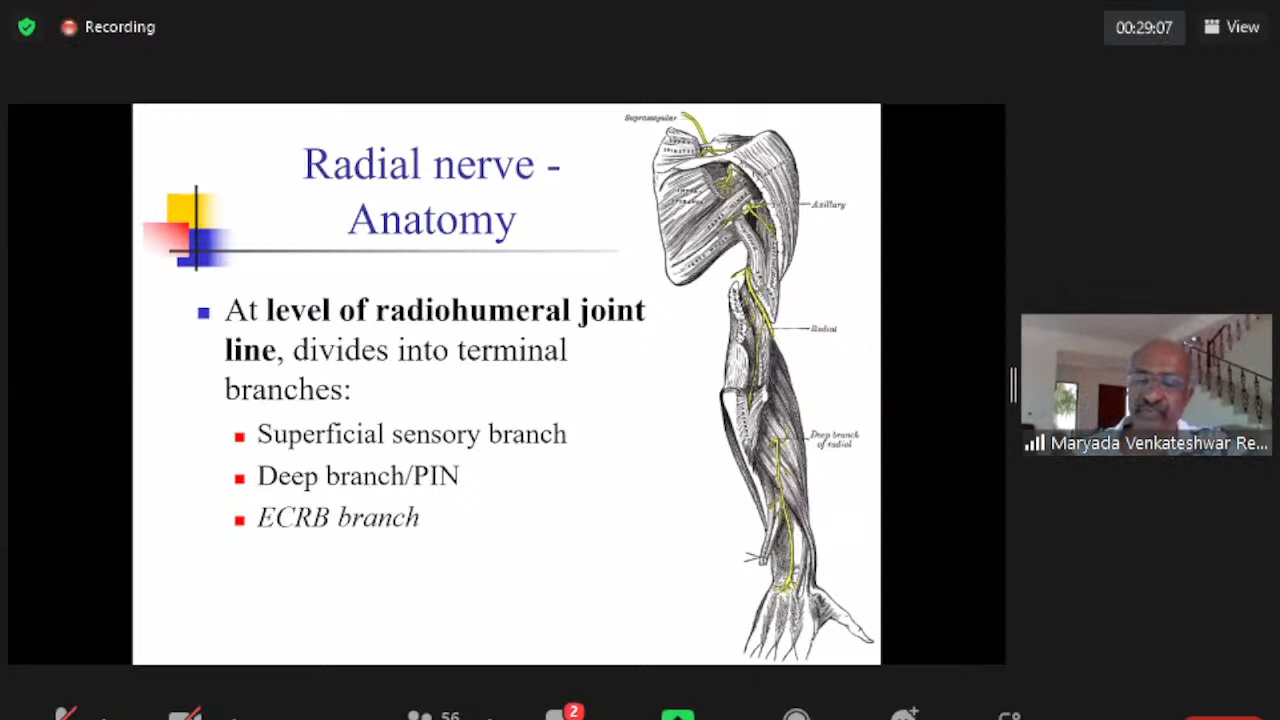 Recording
00:29:07
View
Radial nerve -
Anatomy
At level of radiohumeral joint
line, divides into terminal
branches:
Superficial sensory branch
Deep branch/PIN
ECRB branch
Suprascapular
Axillary
Radial
Deep branch
of radial
Maryada Venkateshwar Re...
56
2